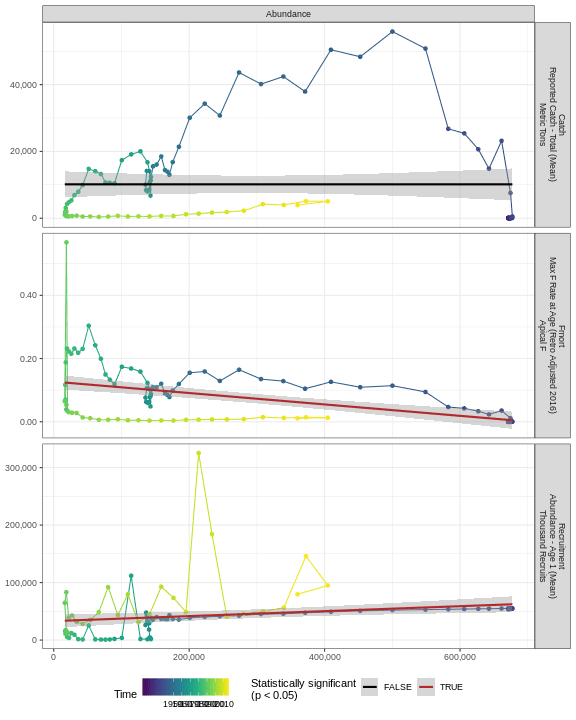 Abundance
40,000
20,000
0
Catch
Reported Catch - Total (Mean)
Metric Tons
0.40
0.20
0.00
Fmort
Max F Rate at Age (Retro Adjusted 2016)
Apical F
300,000
200,000
100,000
0
Recruitment
Abundance - Age 1 (Mean)
Thousand Recruits
0
200,000
400,000
600,000
Time
Statistically significant
(p < 0.05)
FALSE
TRUE